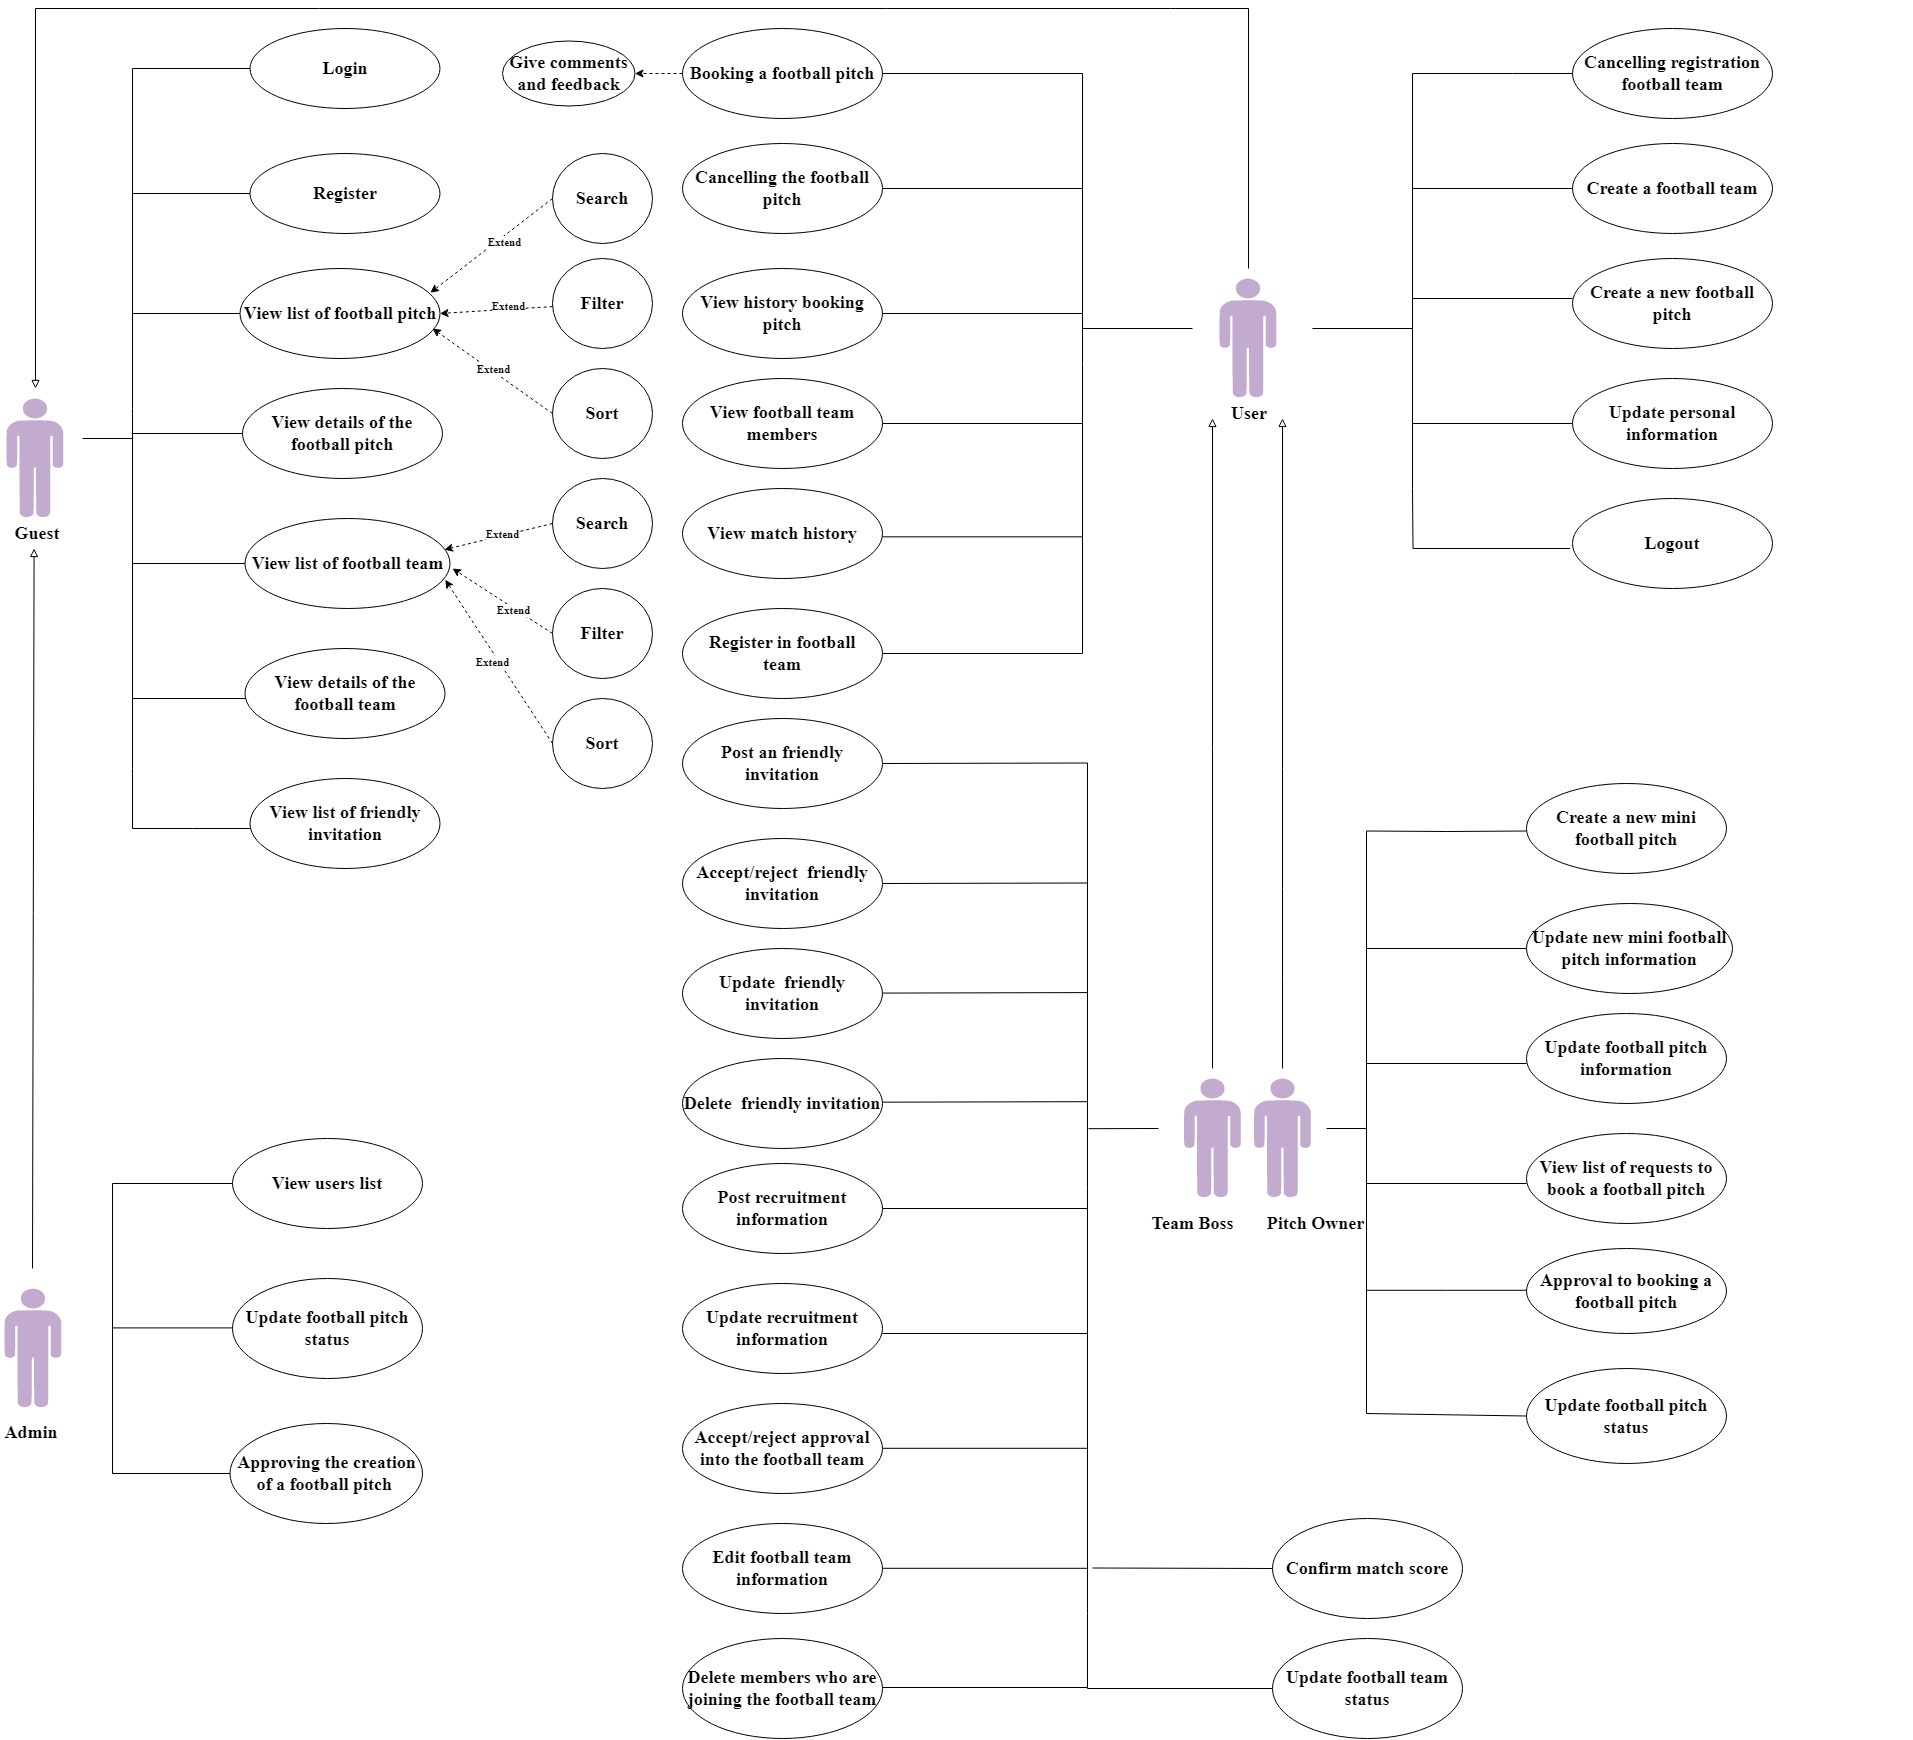 Login
Register
View list of football pitch
View details of the
football pitch
View list of football team
View details of the
football team
View list of friendly
invitation
Guest
Give comments
and feedback
Search
Extend
Filter
Extend
Sort
Extend
Search
Extend
Filter
Extend
Sort
Extend
Booking a football pitch
Cancelling the football
pitch
View history booking
pitch
View football team
members
View match history
Register in football
team
User
Cancelling registration
football team
Create a football team
Create a new football
pitch
Update personal
information
Logout
Post an friendly
invitation
Accept/reject  friendly
invitation
Update  friendly
invitation
Delete  friendly invitation
Post recruitment
information
Update recruitment
information
Accept/reject approval
into the football team
Edit football team
information
Delete members who are
joining the football team
Team Boss
Pitch Owner
Create a new mini
football pitch
Update new mini football
pitch information
Update football pitch
information
View list of requests to
book a football pitch
Approval to booking a
football pitch
Update football pitch
status
Confirm match score
Update football team
status
View users list
Update football pitch
status
Approving the creation
of a football pitch
Admin